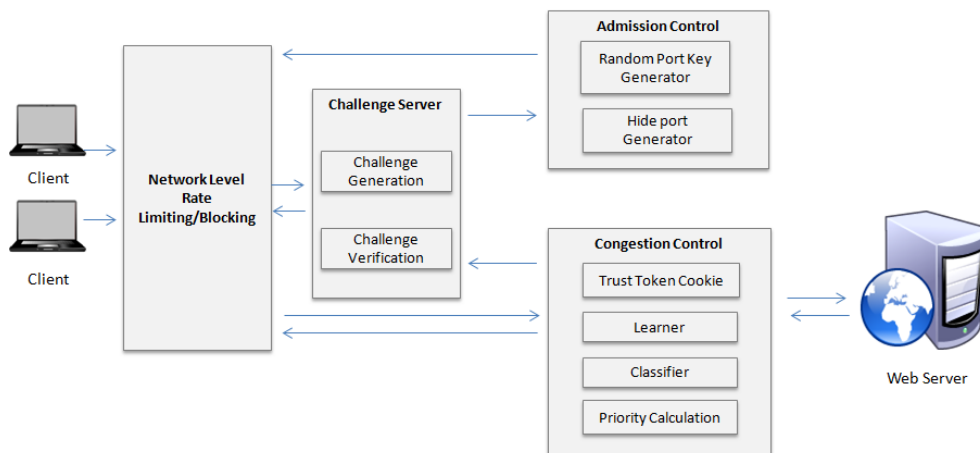 Client
Client
Network Level
Rate
Limiting/Blocking
Challenge Server
Challenge
Generation
Challenge
Verification
Admission Control
Random Port Key
Generator
Hide port
Generator
Congestion Control
Trust Token Cookie
Learner
Classifier
Priority Calculation
Web Server